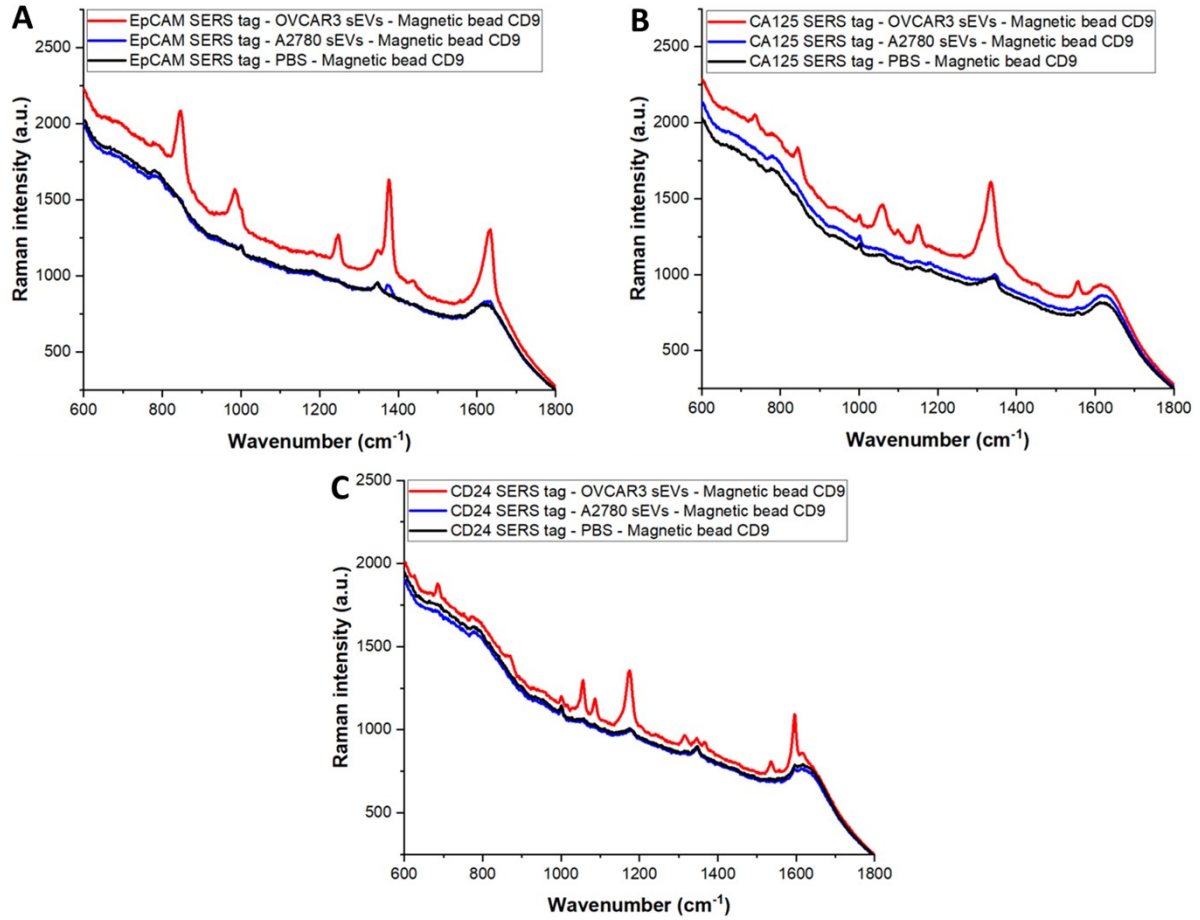 A
EpCAM SERS tag - OVCAR3 sEVs - Magnetic bead CD9
EpCAM SERS tag - A2780 sEVs - Magnetic bead CD9
EpCAM SERS tag - PBS - Magnetic bead CD9
2500
2000
1500
1000
500
Raman intensity (a.u.)
600 800 1000 1200 1400 1600 1800
Wavenumber (cm⁻¹)
B
CA125 SERS tag - OVCAR3 sEVs - Magnetic bead CD9
CA125 SERS tag - A2780 sEVs - Magnetic bead CD9
CA125 SERS tag - PBS - Magnetic bead CD9
2500
2000
1500
1000
500
Raman intensity (a.u.)
600 800 1000 1200 1400 1600 1800
Wavenumber (cm⁻¹)
C
CD24 SERS tag - OVCAR3 sEVs - Magnetic bead CD9
CD24 SERS tag - A2780 sEVs - Magnetic bead CD9
CD24 SERS tag - PBS - Magnetic bead CD9
2500
2000
1500
1000
500
Raman intensity (a.u.)
600 800 1000 1200 1400 1600 1800
Wavenumber (cm⁻¹)